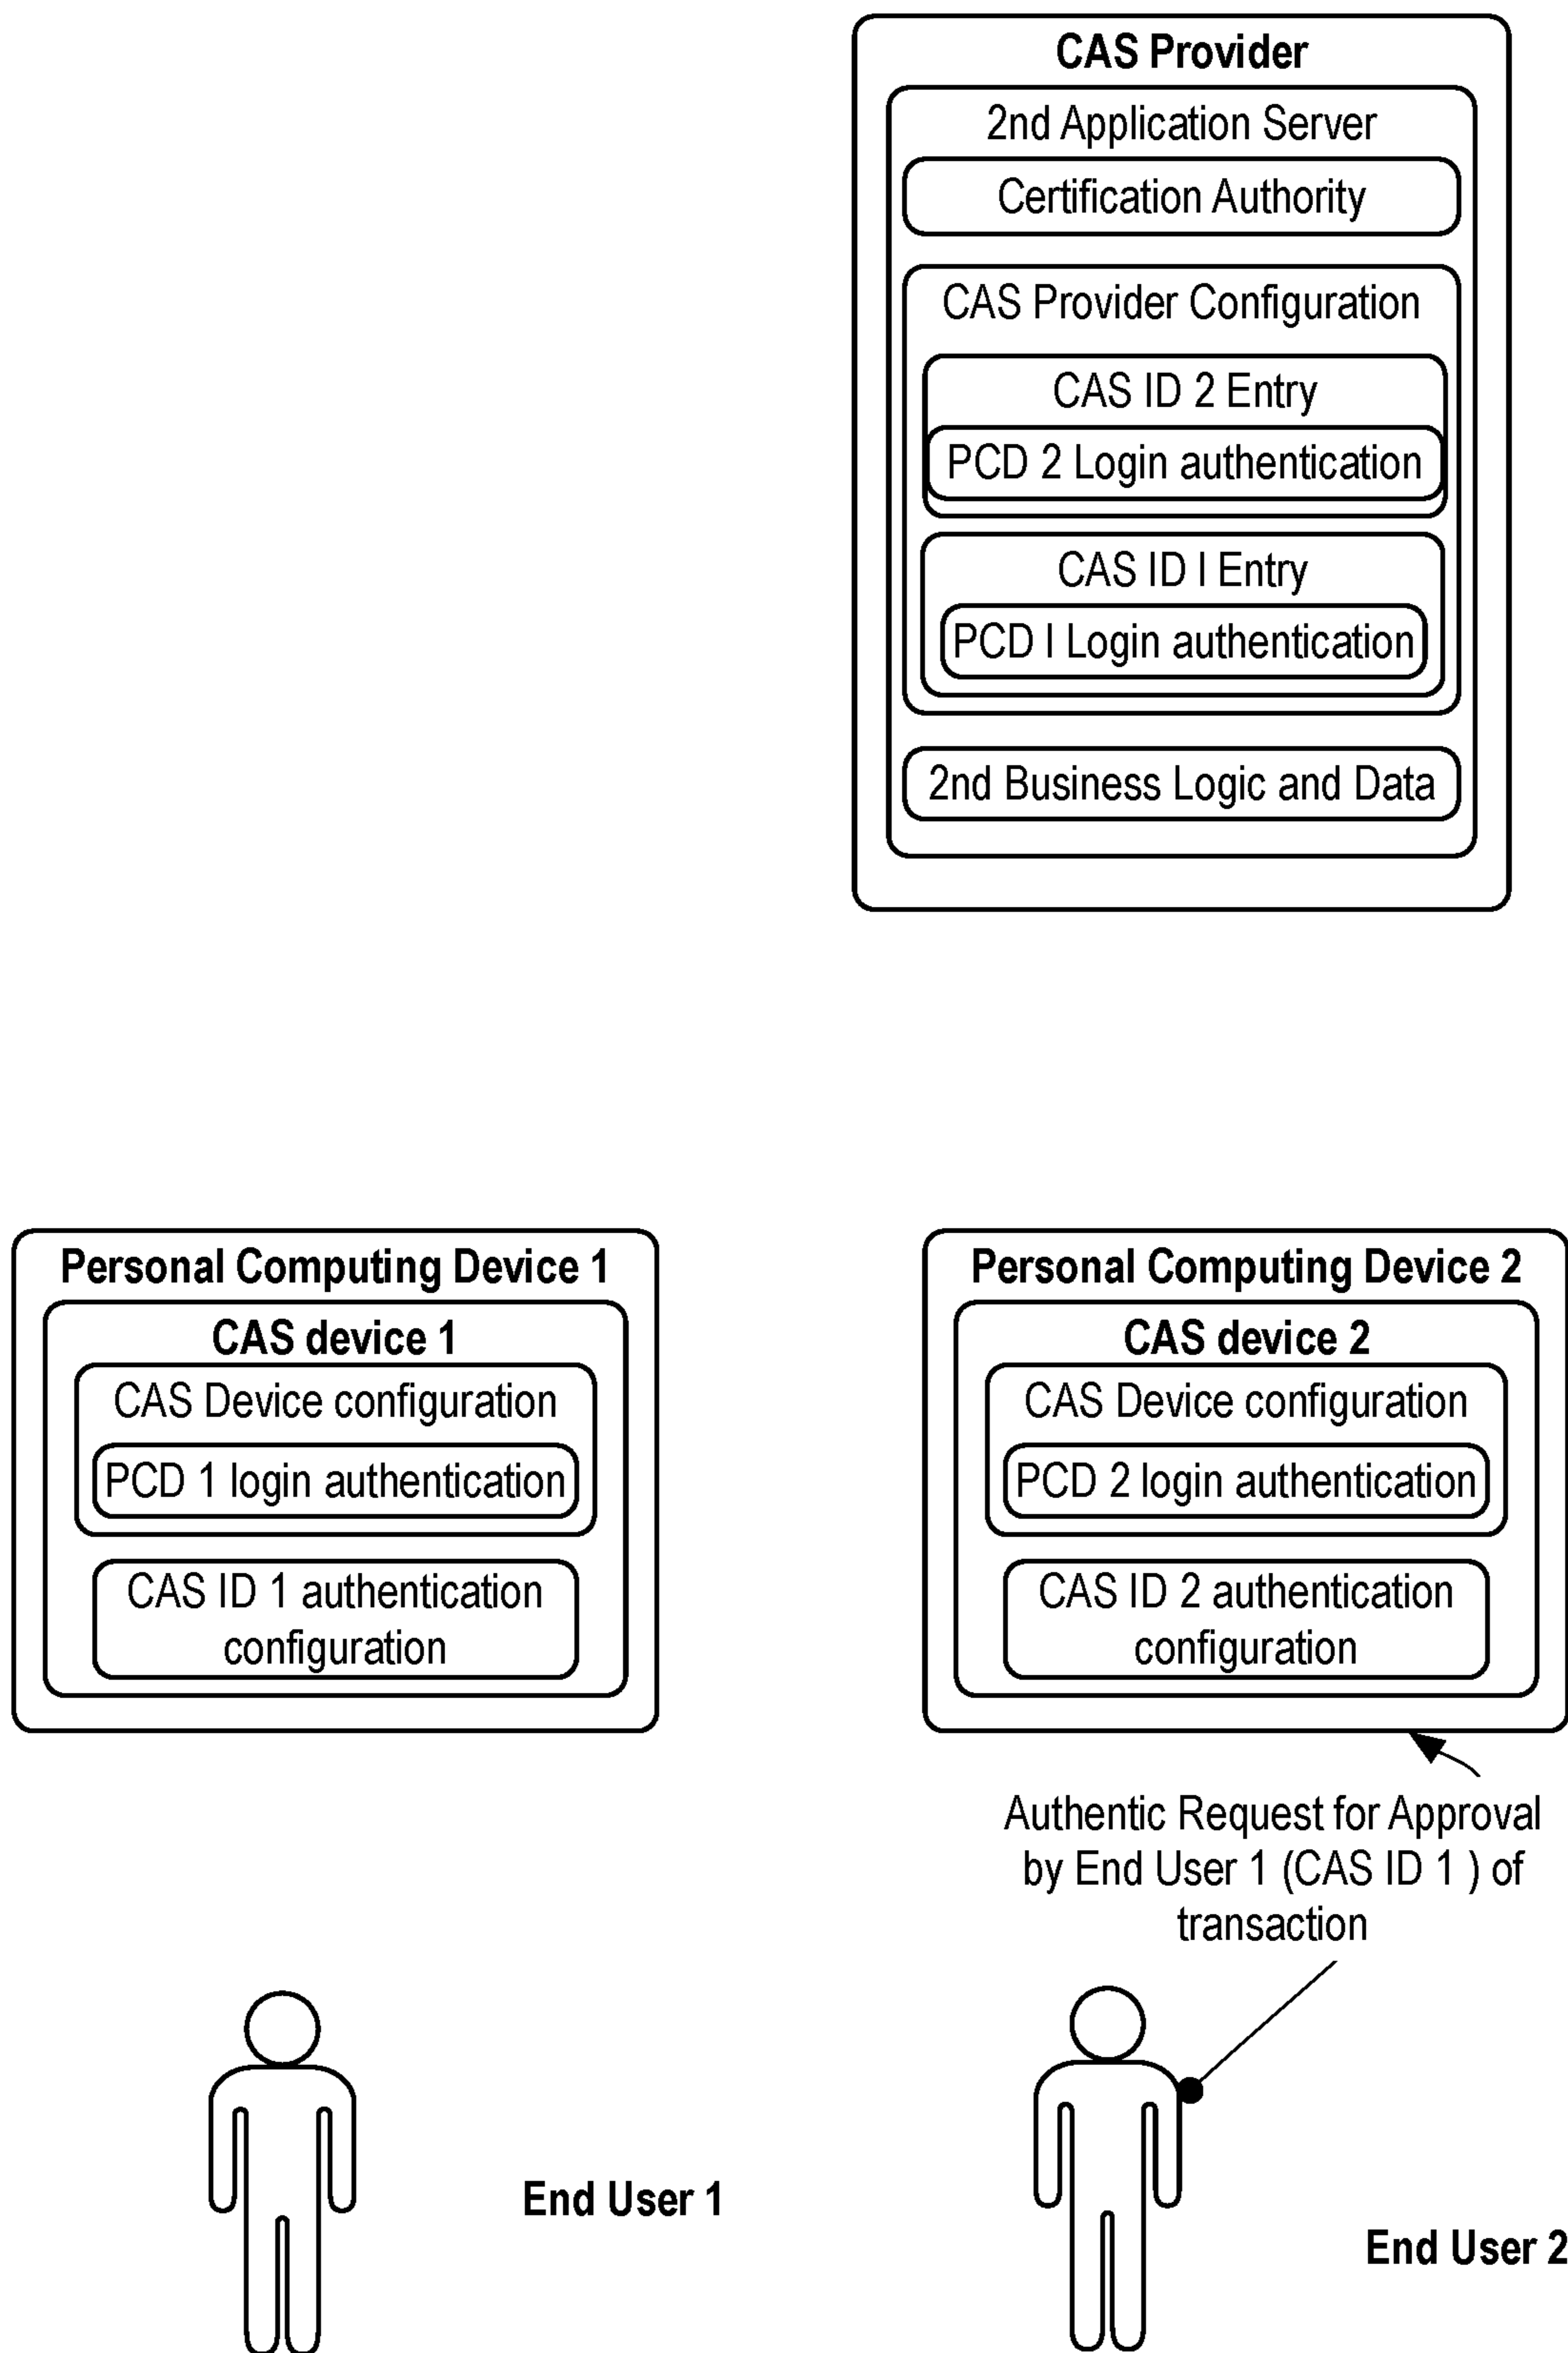 CAS Provider
2nd Application Server
Certification Authority
CAS Provider Configuration
CAS ID 2 Entry
PCD 2 Login authentication
CAS ID I Entry
PCD I Login authentication
2nd Business Logic and Data
Personal Computing Device 1
CAS device 1
CAS Device configuration
PCD 1 login authentication
CAS ID 1 authentication
configuration
Personal Computing Device 2
CAS device 2
CAS Device configuration
PCD 2 login authentication
CAS ID 2 authentication
configuration
Authentic Request for Approval
by End User 1 (CAS ID 1 ) of
transaction
End User 1
End User 2